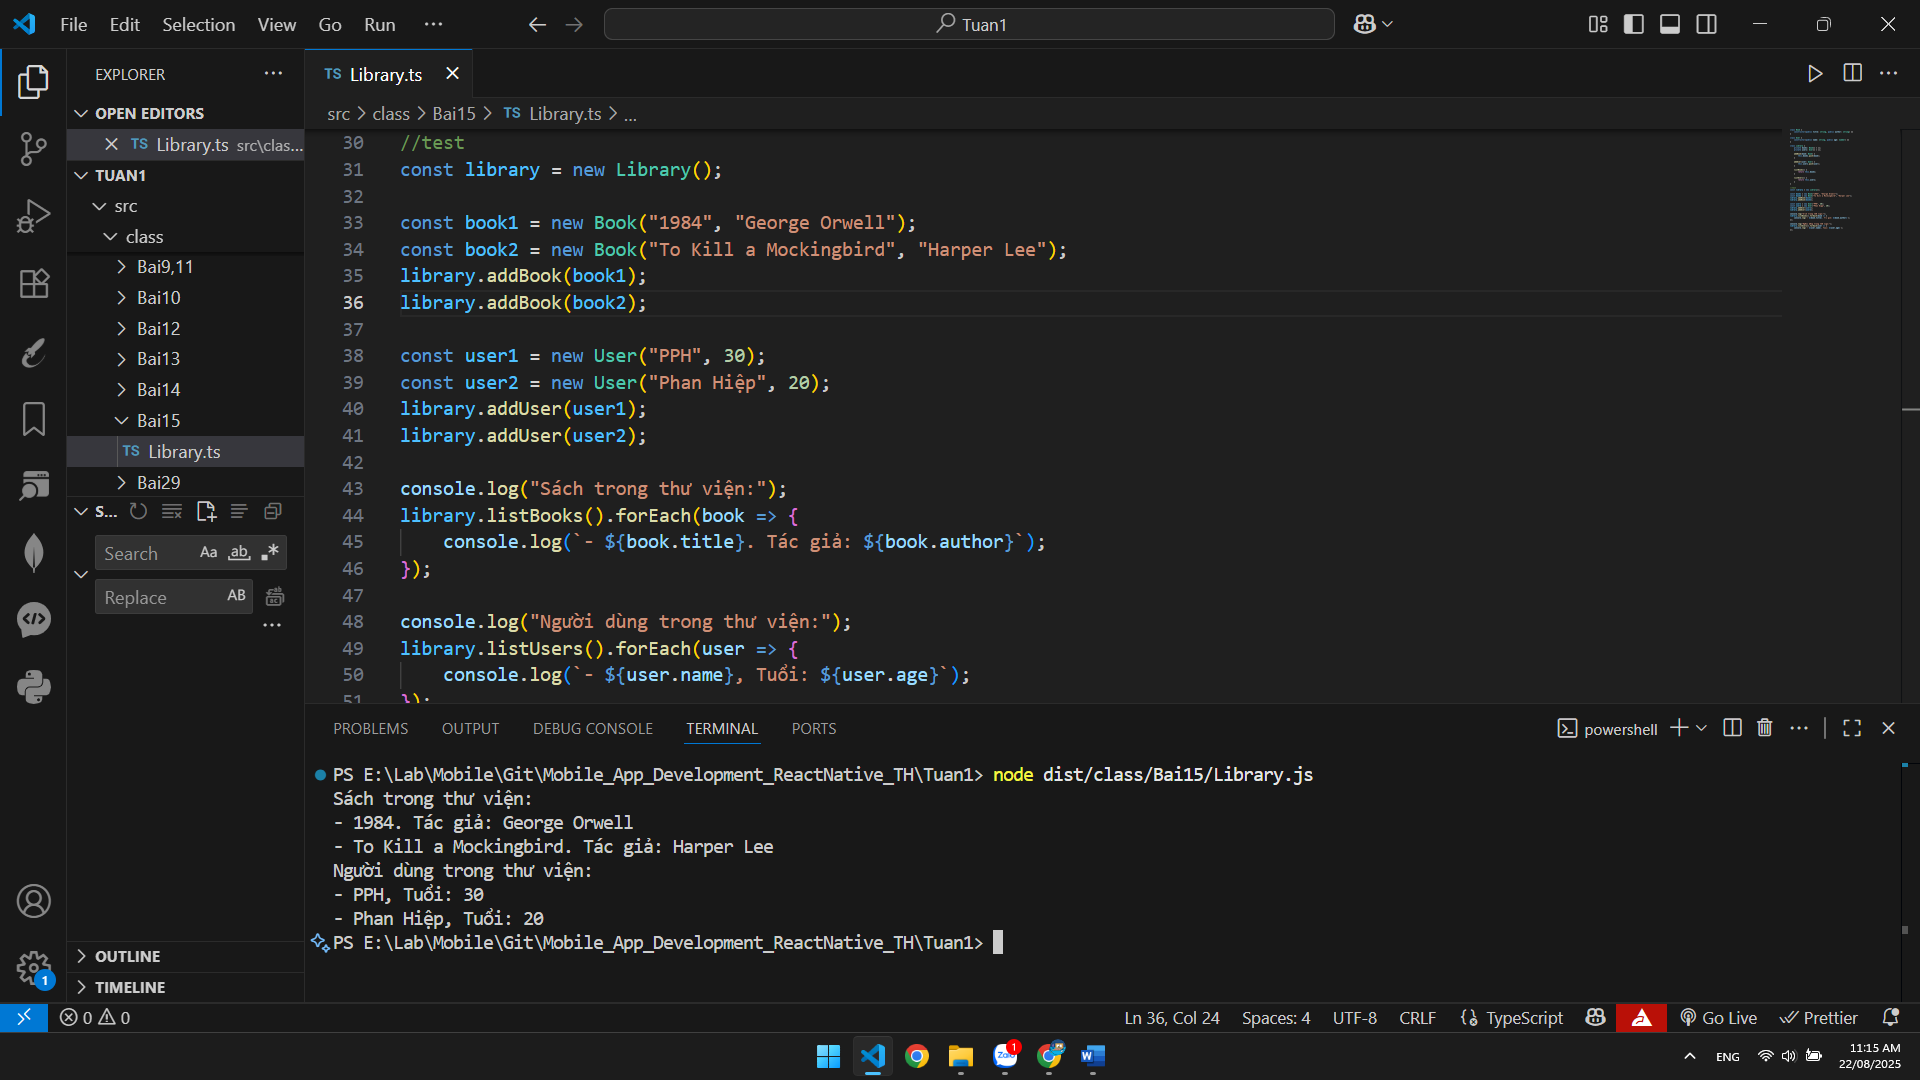 File Edit Selection View Go Run ···
Tuan1
EXPLORER
OPEN EDITORS
TS Library.ts src\clas...
TUAN1
src
class
Bai9,11
Bai10
Bai12
Bai13
Bai14
Bai15
TS Library.ts
Bai29
S...
Search Aa ab .*
Replace AB
OUTLINE
TIMELINE
TS Library.ts
src > class > Bai15 > TS Library.ts > ...
30 //test
31 const library = new Library();
32
33 const book1 = new Book("1984", "George Orwell");
34 const book2 = new Book("To Kill a Mockingbird", "Harper Lee");
35 library.addBook(book1);
36 library.addBook(book2);
37
38 const user1 = new User("PPH", 30);
39 const user2 = new User("Phan Hiệp", 20);
40 library.addUser(user1);
41 library.addUser(user2);
42
43 console.log("Sách trong thư viện:");
44 library.listBooks().forEach(book => {
45 console.log(`- ${book.title}. Tác giả: ${book.author}`);
46 });
47
48 console.log("Người dùng trong thư viện:");
49 library.listUsers().forEach(user => {
50 console.log(`- ${user.name}, Tuổi: ${user.age}`);
51 });
PROBLEMS OUTPUT DEBUG CONSOLE TERMINAL PORTS
powershell
PS E:\Lab\Mobile\Git\Mobile_App_Development_ReactNative_TH\Tuan1> node dist/class/Bai15/Library.js
Sách trong thư viện:
- 1984. Tác giả: George Orwell
- To Kill a Mockingbird. Tác giả: Harper Lee
Người dùng trong thư viện:
- PPH, Tuổi: 30
- Phan Hiệp, Tuổi: 20
PS E:\Lab\Mobile\Git\Mobile_App_Development_ReactNative_TH\Tuan1>
1
0 0
Ln 36, Col 24 Spaces: 4 UTF-8 CRLF {} TypeScript Go Live Prettier
Zalo 1
ENG
11:15 AM
22/08/2025